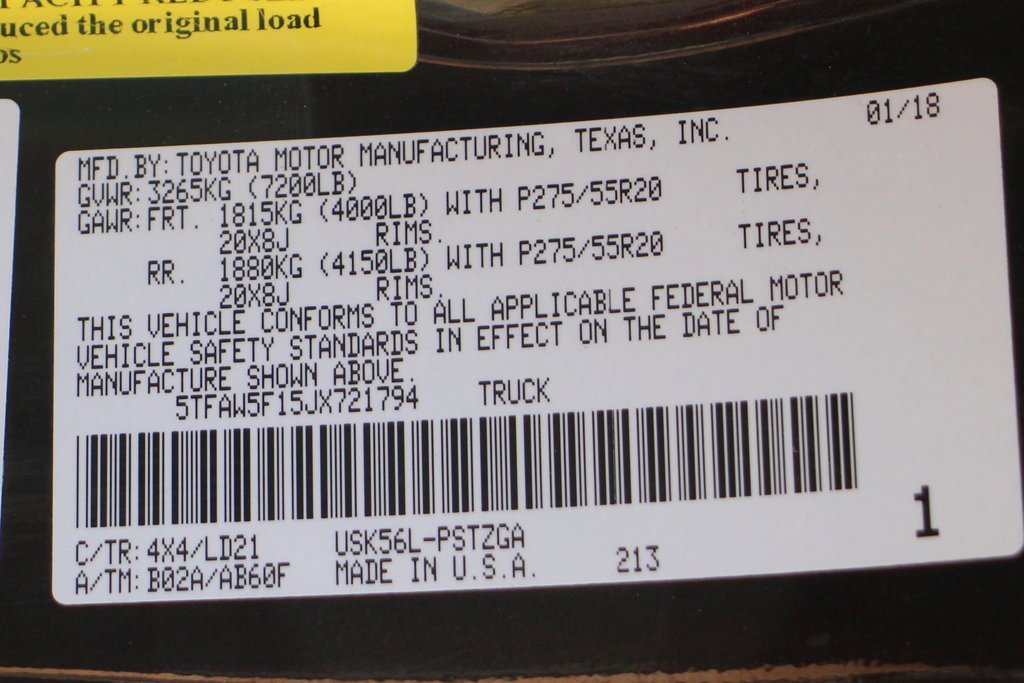 uced the original load
01/18
MFD.BY: TOYOTA MOTOR MANUFACTURING, TEXAS, INC.
GVWR: 3265KG (7200LB)
GAWR: FRT. 1815KG (4000LB) WITH P275/55R20 TIRES,
20X8J RIMS.
RR. 1880KG (4150LB) WITH P275/55R20 TIRES,
20X8J RIMS.
THIS VEHICLE CONFORMS TO ALL APPLICABLE FEDERAL MOTOR
VEHICLE SAFETY STANDARDS IN EFFECT ON THE DATE OF
MANUFACTURE SHOWN ABOVE.
5TFAW5F15JX721794 TRUCK
1
C/TR: 4X4/LD21 USK56L-PSTZGA
A/TM: B02A/AB60F MADE IN U.S.A. 213